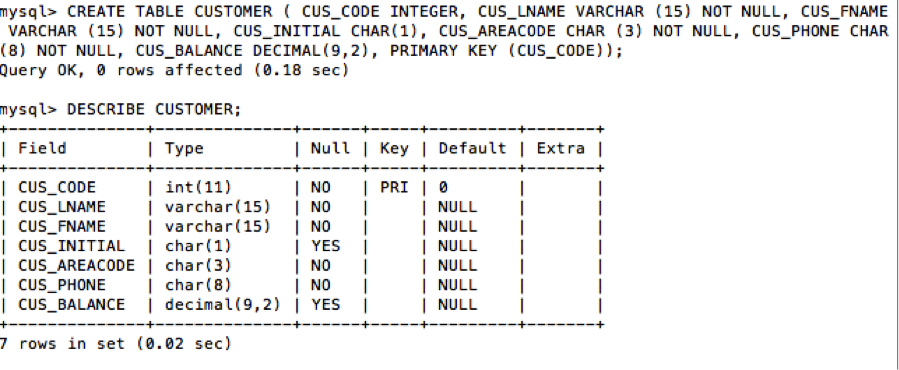 mysql> CREATE TABLE CUSTOMER ( CUS_CODE INTEGER, CUS_LNAME VARCHAR (15) NOT NULL, CUS_FNAME
 VARCHAR (15) NOT NULL, CUS_INITIAL CHAR(1), CUS_AREACODE CHAR (3) NOT NULL, CUS_PHONE CHAR
(8) NOT NULL, CUS_BALANCE DECIMAL(9,2), PRIMARY KEY (CUS_CODE));
Query OK, 0 rows affected (0.18 sec)

mysql> DESCRIBE CUSTOMER;
+--------------+--------------+------+-----+---------+-------+
| Field        | Type         | Null | Key | Default | Extra |
+--------------+--------------+------+-----+---------+-------+
| CUS_CODE     | int(11)      | NO   | PRI | 0       |       |
| CUS_LNAME    | varchar(15)  | NO   |     | NULL    |       |
| CUS_FNAME    | varchar(15)  | NO   |     | NULL    |       |
| CUS_INITIAL  | char(1)      | YES  |     | NULL    |       |
| CUS_AREACODE | char(3)      | NO   |     | NULL    |       |
| CUS_PHONE    | char(8)      | NO   |     | NULL    |       |
| CUS_BALANCE  | decimal(9,2) | YES  |     | NULL    |       |
+--------------+--------------+------+-----+---------+-------+
7 rows in set (0.02 sec)